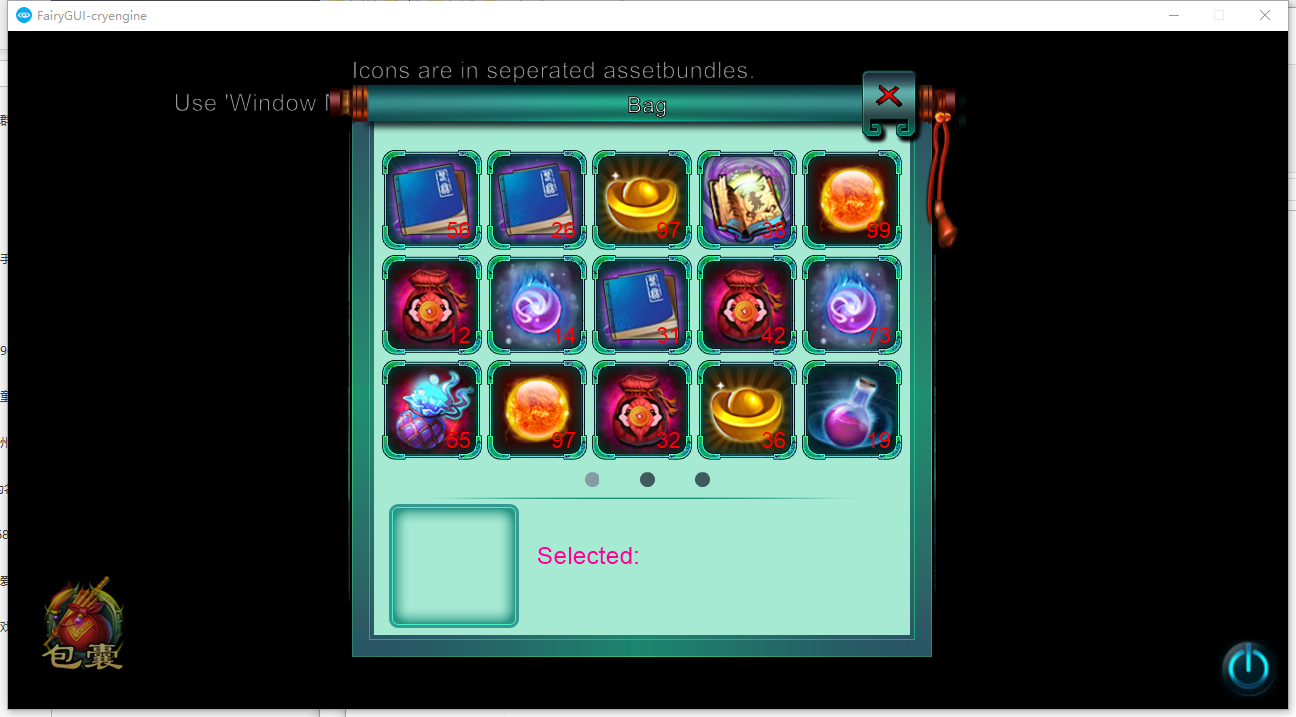 FairyGUI-cryengine
Icons are in seperated assetbundles.
Use 'Window
Bag
56
26
97
38
99
12
14
31
42
73
55
97
32
36
19
Selected:
包囊